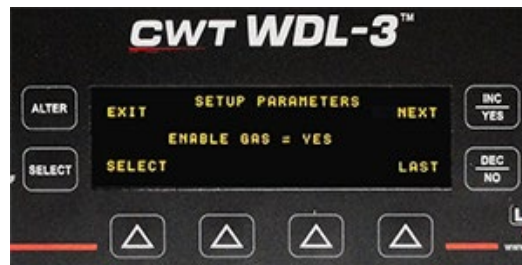 CWT WDL-3™
ALTER
EXIT
SETUP PARAMETERS
NEXT
INC
YES
ENABLE GAS = YES
SELECT
SELECT
LAST
DEC
NO